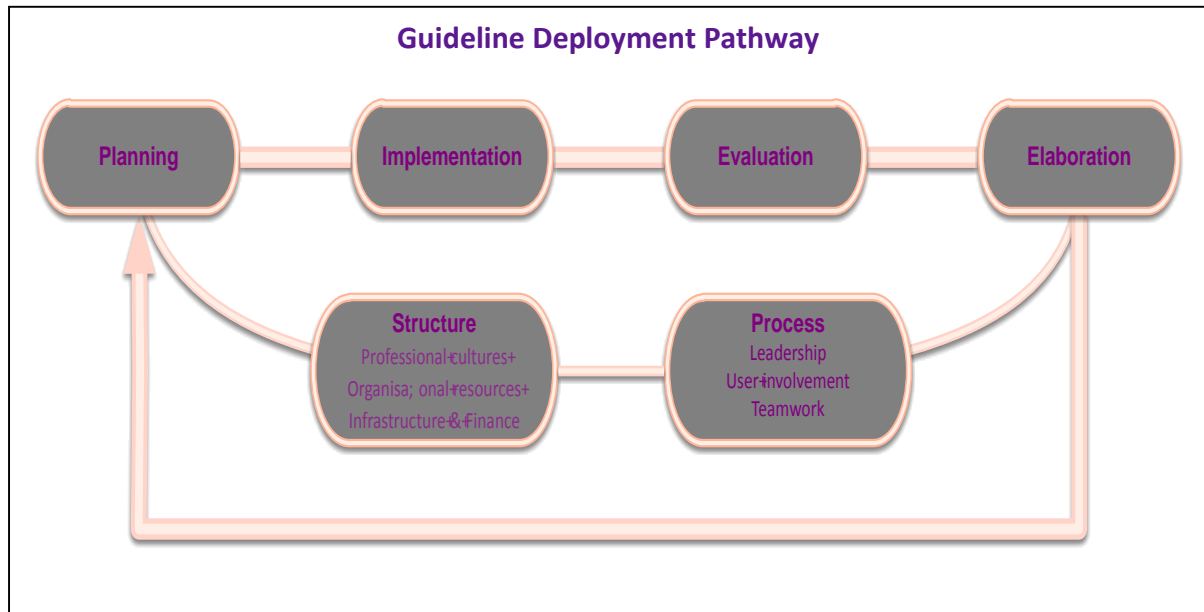 Guideline Deployment Pathway
Planning
Implementation
Evaluation
Elaboration
Structure
Professional+cultures+
Organisa; onal+resources+
Infrastructure+&+Finance
Process
Leadership
User+involvement
Teamwork